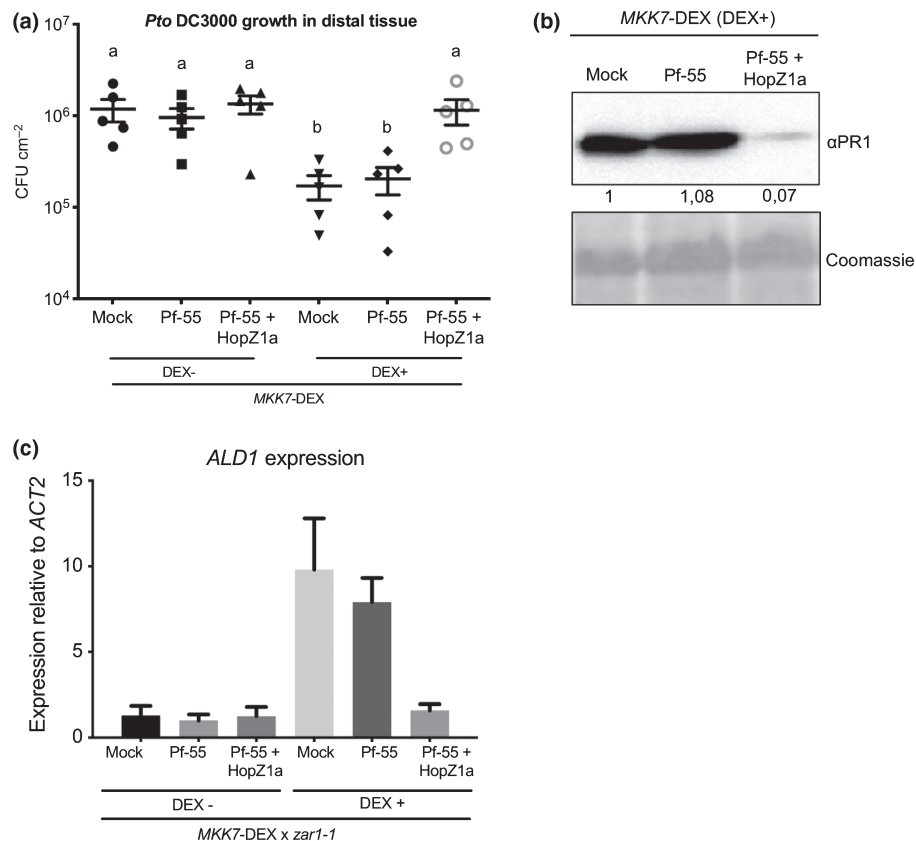 (a)
Pto DC3000 growth in distal tissue
10⁷
a
a
a
a
10⁶
CFU cm⁻²
b
b
10⁵
10⁴
Mock Pf-55 Pf-55 + Mock Pf-55 Pf-55 +
HopZ1a HopZ1a
DEX- DEX+
MKK7-DEX
(b)
MKK7-DEX (DEX+)
Mock Pf-55 Pf-55 +
HopZ1a
αPR1
1 1,08 0,07
Coomassie
(c)
ALD1 expression
Expression relative to ACT2
15
10
5
0
Mock Pf-55 Pf-55 + Mock Pf-55 Pf-55 +
HopZ1a HopZ1a
DEX - DEX +
MKK7-DEX x zar1-1